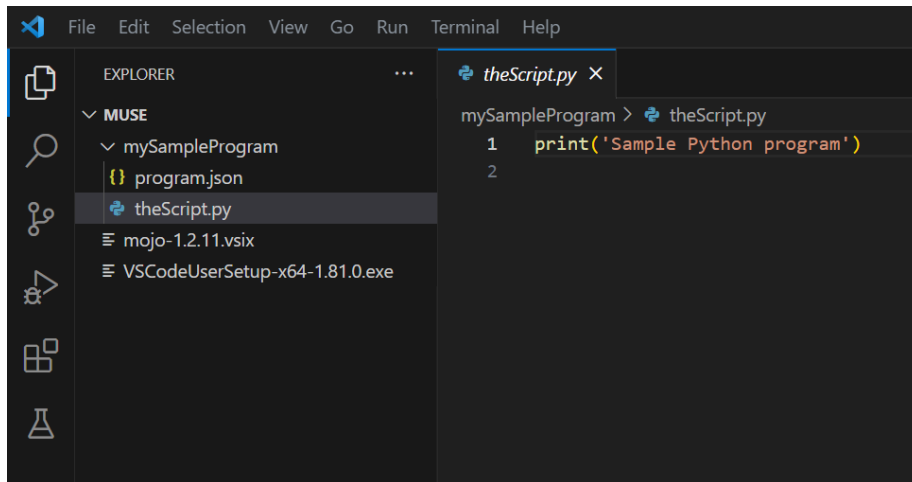 File Edit Selection View Go Run Terminal Help
EXPLORER ...
MUSE
mySampleProgram
{} program.json
theScript.py
mojo-1.2.11.vsix
VSCodeUserSetup-x64-1.81.0.exe
theScript.py
mySampleProgram > theScript.py
1 print('Sample Python program')
2